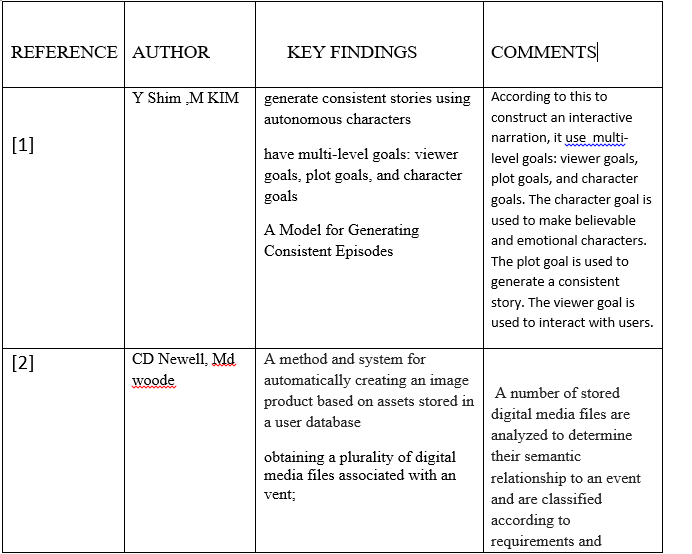 REFERENCE AUTHOR KEY FINDINGS COMMENTS
[1]
Y Shim ,M KIM
generate consistent stories using
autonomous characters
have multi-level goals: viewer
goals, plot goals, and character
goals
A Model for Generating
Consistent Episodes
According to this to
construct an interactive
narration, it use multi-
level goals: viewer goals,
plot goals, and character
goals. The character goal is
used to make believable
and emotional characters.
The plot goal is used to
generate a consistent
story. The viewer goal is
used to interact with users.
[2]
CD Newell, Md
woode
A method and system for
automatically creating an image
product based on assets stored in
a user database
obtaining a plurality of digital
media files associated with an
vent;
A number of stored
digital media files are
analyzed to determine
their semantic
relationship to an event
and are classified
according to
requirements and